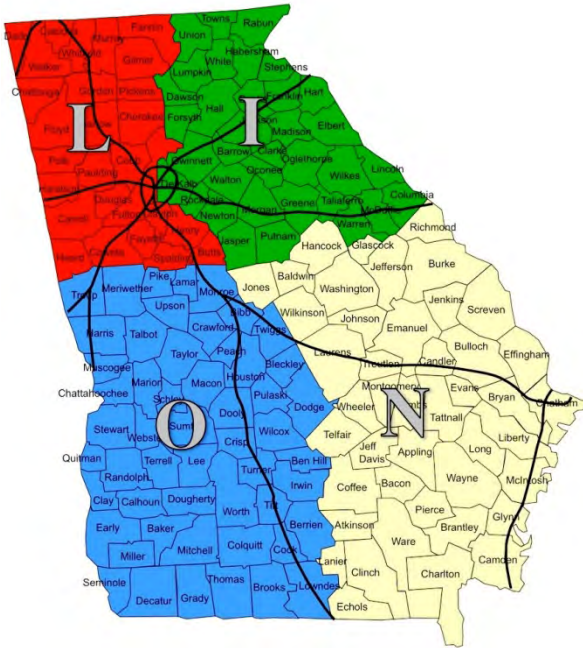 Towns
Rabun
Fannin
Union
Dade
Catoosa
Murray
Whitfield
Habersham
White
Gilmer
Stephens
Walker
Lumpkin
Chattooga
Gordon
Pickens
Dawson
Franklin
Hart
Hall
Cherokee
Forsyth
L
I
Floyd
Madison
Elbert
Barrow
Clarke
Polk
Cobb
Gwinnett
Oglethorpe
Paulding
Oconee
Wilkes
Lincoln
DeKalb
Walton
Haralson
Columbia
Douglas
Rockdale
Greene
Taliaferro
Morgan
McDuffie
Fulton
Newton
Carroll
Warren
Richmond
Henry
Fayette
Jasper
Putnam
Hancock
Glascock
Heard
Coweta
Spalding
Butts
Jefferson
Burke
Baldwin
Pike
Lamar
Jones
Washington
Troup
Meriwether
Monroe
Jenkins
Upson
Wilkinson
Screven
Bibb
Johnson
Crawford
Emanuel
Harris
Talbot
Twiggs
Bulloch
Effingham
Peach
Laurens
Taylor
Bleckley
Candler
Muscogee
Houston
Treutlen
Marion
Macon
Montgomery
Evans
Chattahoochee
Pulaski
Bryan
Chatham
Schley
Dodge
Wheeler
Dooly
O
N
Toombs
Tattnall
Stewart
Sumter
Wilcox
Webster
Crisp
Telfair
Liberty
Quitman
Terrell
Lee
Ben Hill
Jeff
Davis
Appling
Long
Turner
Randolph
Irwin
Coffee
Bacon
Wayne
McIntosh
Clay
Calhoun
Dougherty
Worth
Tift
Pierce
Early
Baker
Berrien
Atkinson
Brantley
Glynn
Mitchell
Colquitt
Cook
Ware
Miller
Lanier
Camden
Clinch
Charlton
Seminole
Thomas
Brooks
Lowndes
Decatur
Grady
Echols